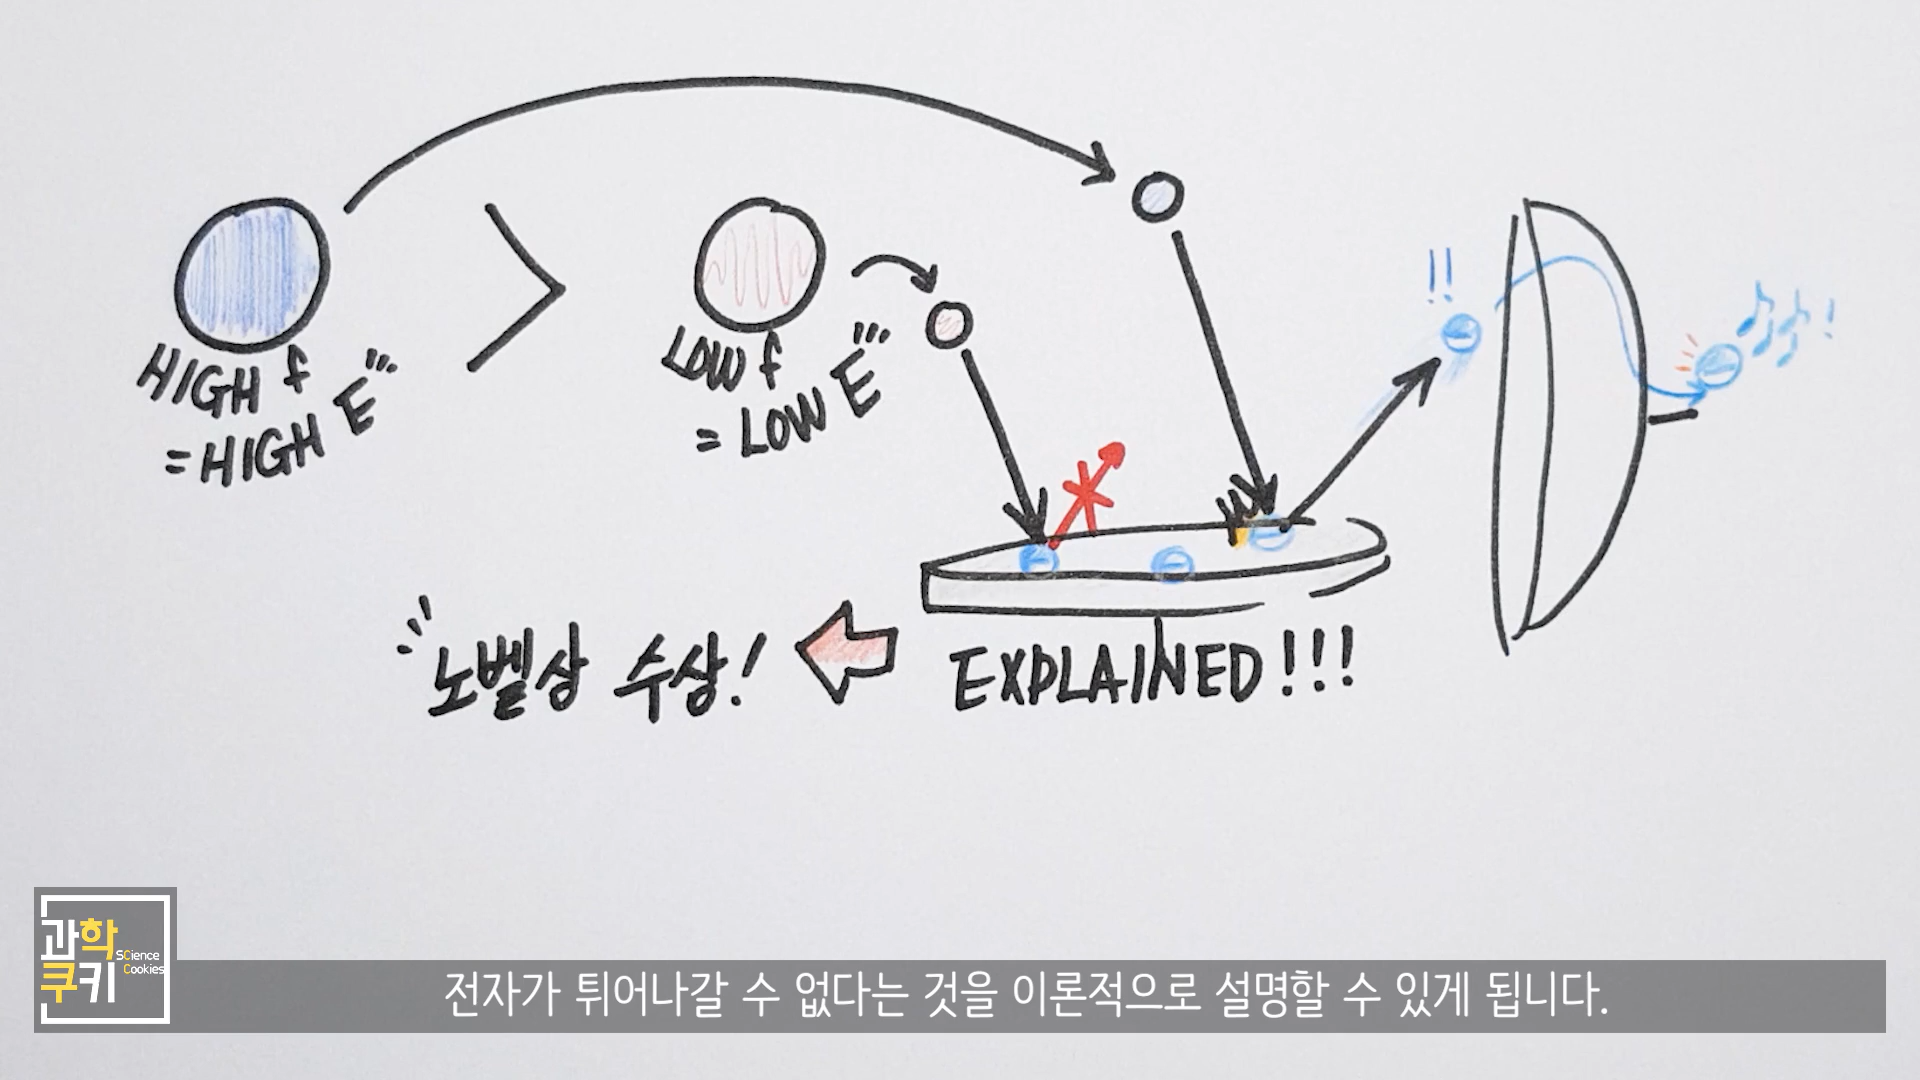 HIGH f
= HIGH E
LOW f
= LOW E
!!
!
노벨상 수상!
EXPLAINED!!!
과학
쿠키
SCience
Cookies
전자가 튀어나갈 수 없다는 것을 이론적으로 설명할 수 있게 됩니다.